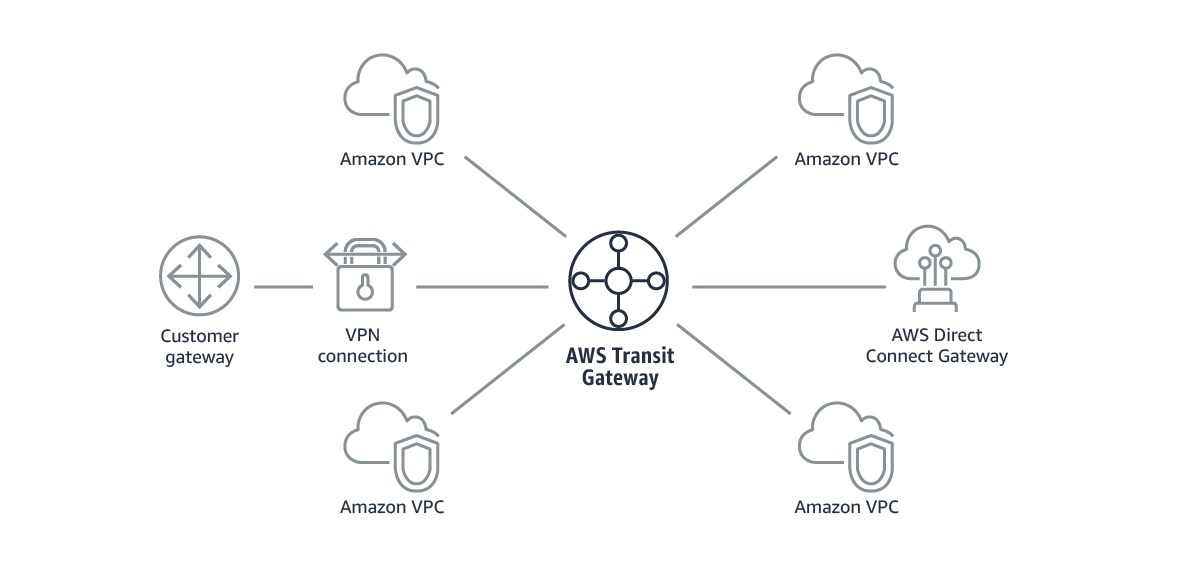 Amazon VPC
Amazon VPC
Customer
gateway
VPN
connection
AWS Transit
Gateway
AWS Direct
Connect Gateway
Amazon VPC
Amazon VPC